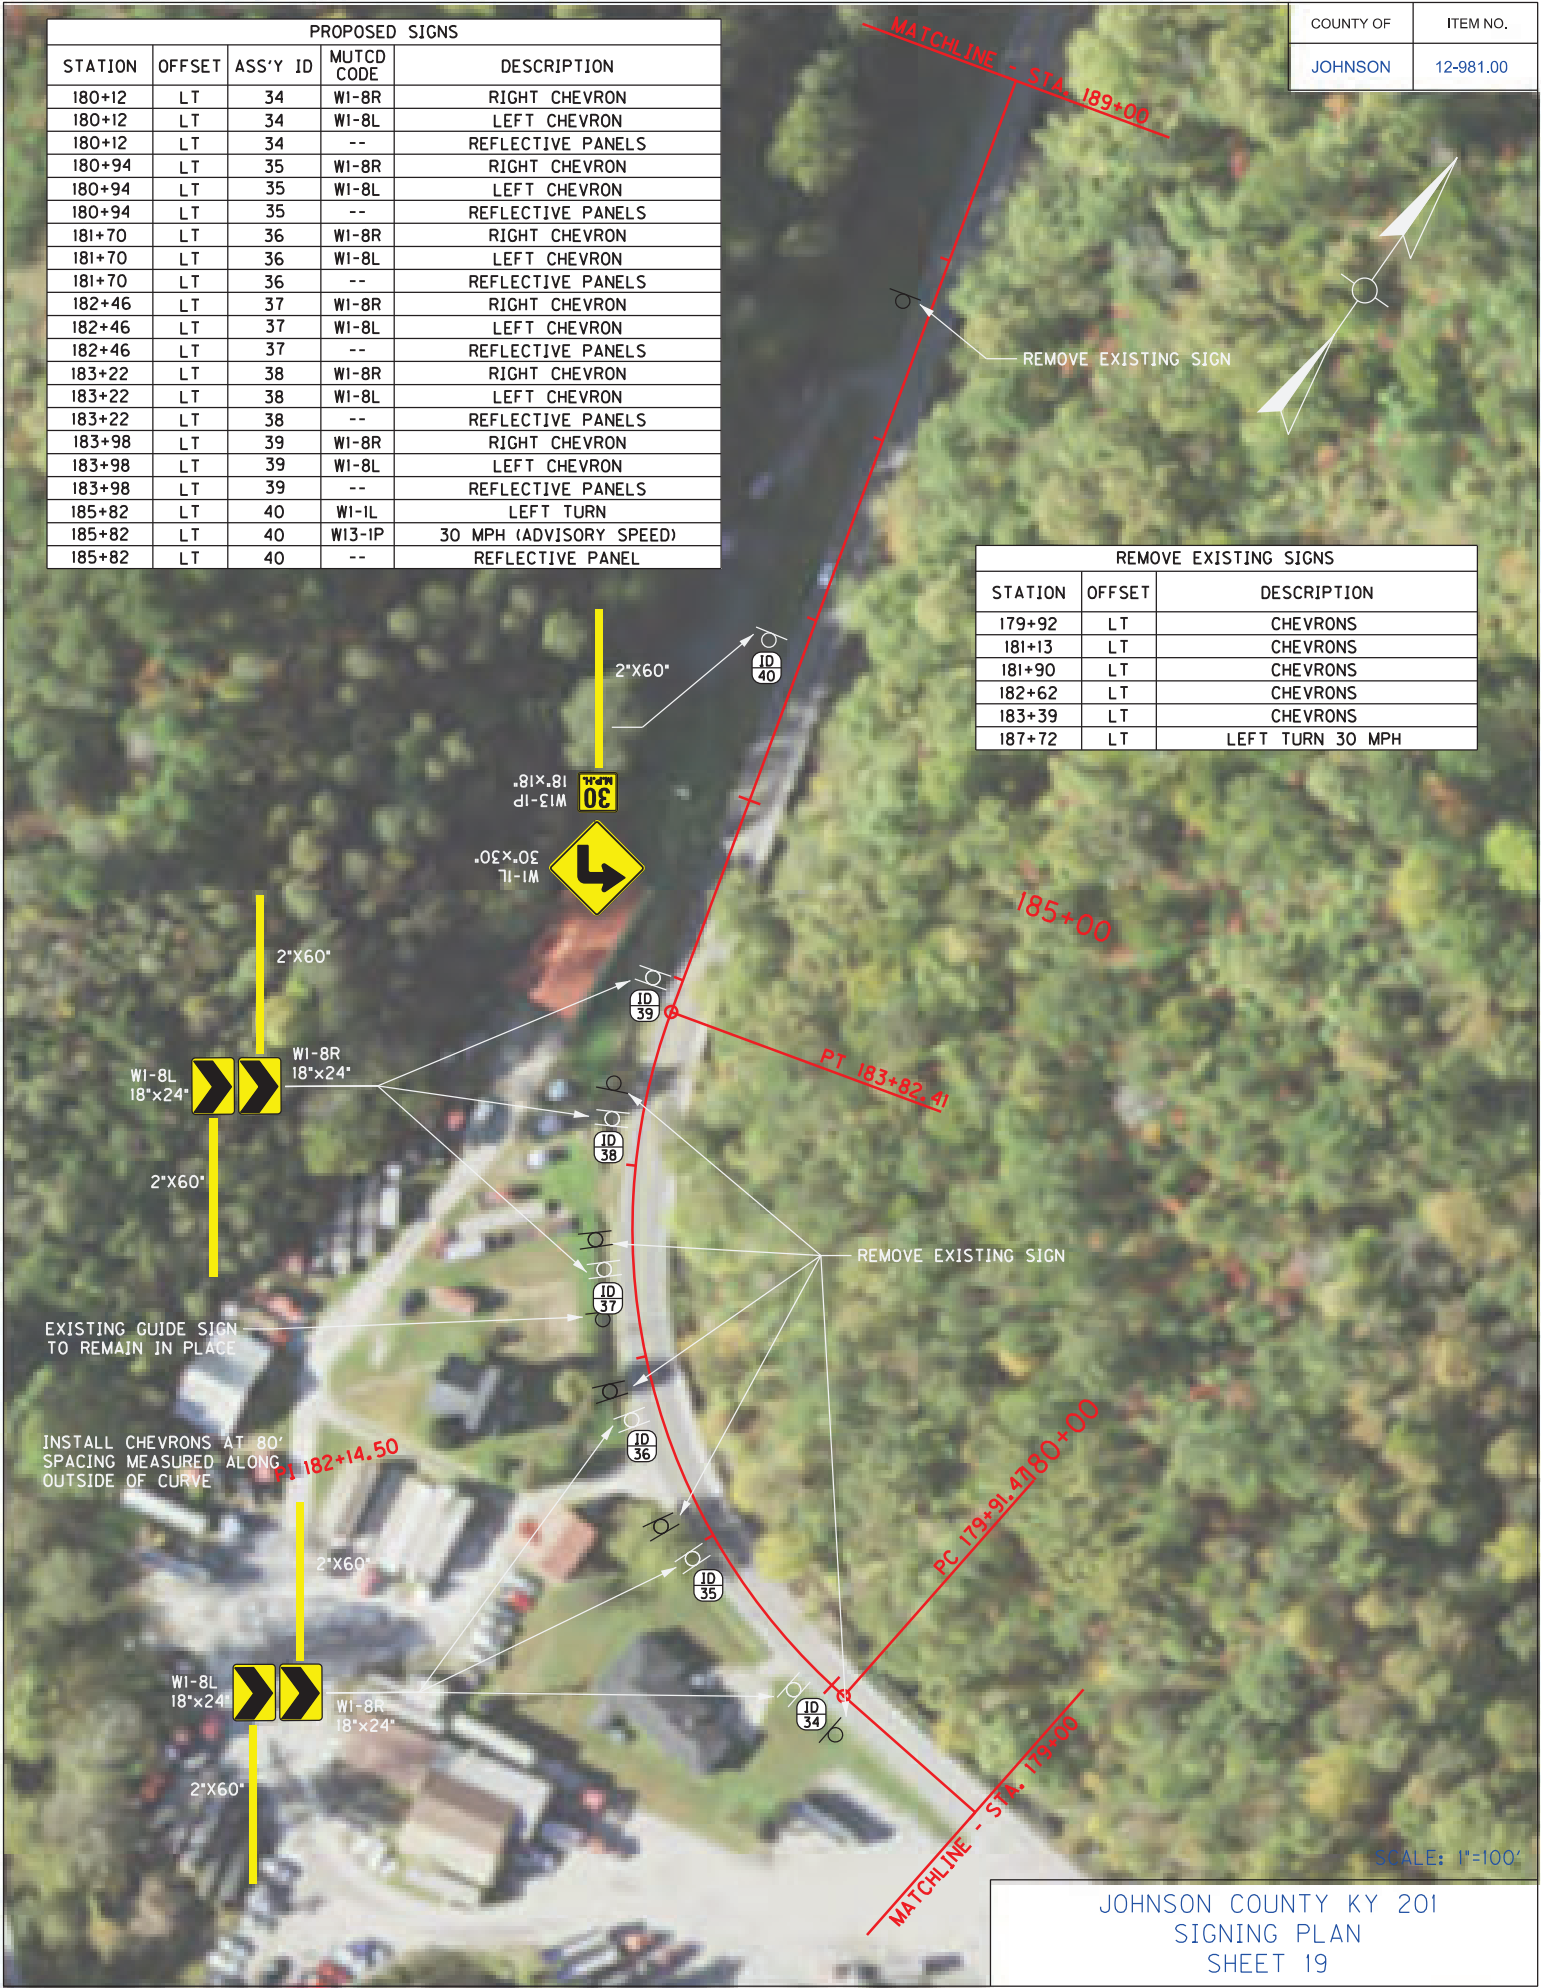 COUNTY OF ITEM NO.
JOHNSON 12-981.00
PROPOSED SIGNS
STATION OFFSET ASS'Y ID MUTCD CODE DESCRIPTION
180+12 LT 34 W1-8R RIGHT CHEVRON
180+12 LT 34 W1-8L LEFT CHEVRON
180+12 LT 34 -- REFLECTIVE PANELS
180+94 LT 35 W1-8R RIGHT CHEVRON
180+94 LT 35 W1-8L LEFT CHEVRON
180+94 LT 35 -- REFLECTIVE PANELS
181+70 LT 36 W1-8R RIGHT CHEVRON
181+70 LT 36 W1-8L LEFT CHEVRON
181+70 LT 36 -- REFLECTIVE PANELS
182+46 LT 37 W1-8R RIGHT CHEVRON
182+46 LT 37 W1-8L LEFT CHEVRON
182+46 LT 37 -- REFLECTIVE PANELS
183+22 LT 38 W1-8R RIGHT CHEVRON
183+22 LT 38 W1-8L LEFT CHEVRON
183+22 LT 38 -- REFLECTIVE PANELS
183+98 LT 39 W1-8R RIGHT CHEVRON
183+98 LT 39 W1-8L LEFT CHEVRON
183+98 LT 39 -- REFLECTIVE PANELS
185+82 LT 40 W1-1L LEFT TURN
185+82 LT 40 W13-1P 30 MPH (ADVISORY SPEED)
185+82 LT 40 -- REFLECTIVE PANEL
MATCHLINE - STA. 189+00
REMOVE EXISTING SIGN
REMOVE EXISTING SIGNS
STATION OFFSET DESCRIPTION
179+92 LT CHEVRONS
181+13 LT CHEVRONS
181+90 LT CHEVRONS
182+62 LT CHEVRONS
183+39 LT CHEVRONS
187+72 LT LEFT TURN 30 MPH
2"X60"
ID
40
W13-1P
18"x18"
30
M.P.H.
W1-1L
30"x30"
185+00
2"X60"
ID
39
W1-8R
18"x24"
W1-8L
18"x24"
PT 183+82.41
ID
38
2"X60"
REMOVE EXISTING SIGN
ID
37
EXISTING GUIDE SIGN
TO REMAIN IN PLACE
INSTALL CHEVRONS AT 80'
SPACING MEASURED ALONG
OUTSIDE OF CURVE
PI 182+14.50
ID
36
180+00
PC 179+91.47
2"X60"
ID
35
W1-8L
18"x24"
W1-8R
18"x24"
ID
34
2"X60"
MATCHLINE - STA. 179+00
SCALE: 1"=100'
JOHNSON COUNTY KY 201
SIGNING PLAN
SHEET 19